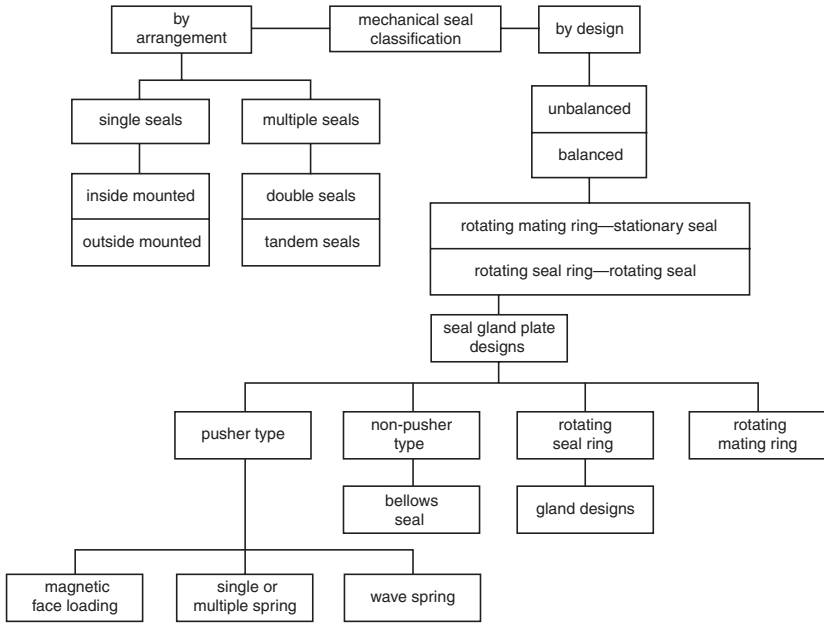 by
arrangement
mechanical seal
classification
by design
single seals
multiple seals
unbalanced
balanced
inside mounted
outside mounted
double seals
tandem seals
rotating mating ring—stationary seal
rotating seal ring—rotating seal
seal gland plate
designs
pusher type
non-pusher
type
rotating
seal ring
rotating
mating ring
bellows
seal
gland designs
magnetic
face loading
single or
multiple spring
wave spring